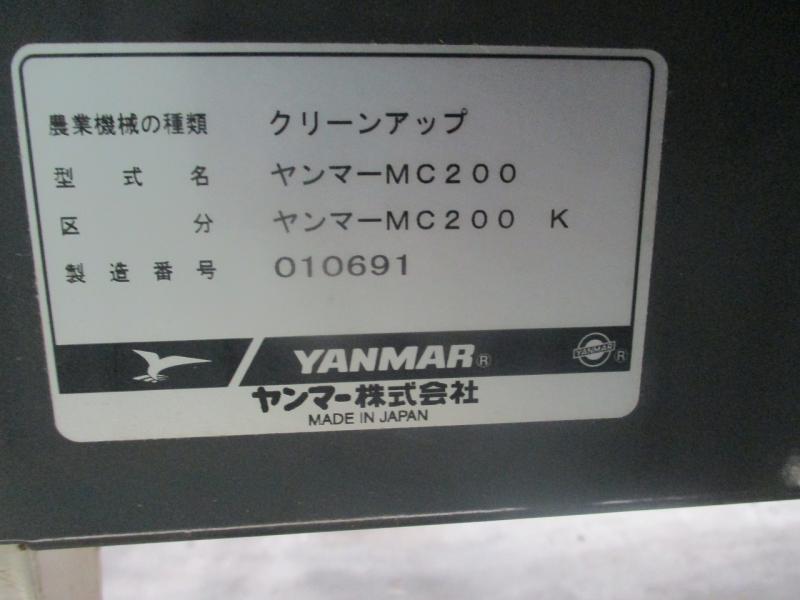 農業機械の種類 クリーンアップ
型式名 ヤンマーMC200
区分 ヤンマーMC200 K
製造番号 010691
YANMAR®
YANMAR ®
ヤンマー株式会社
MADE IN JAPAN